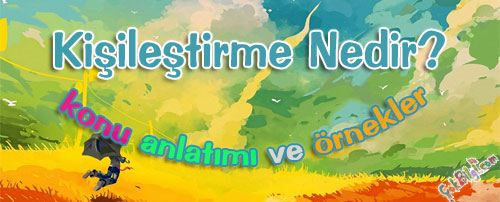 Kişileştirme Nedir?
konu anlatımı ve örnekler